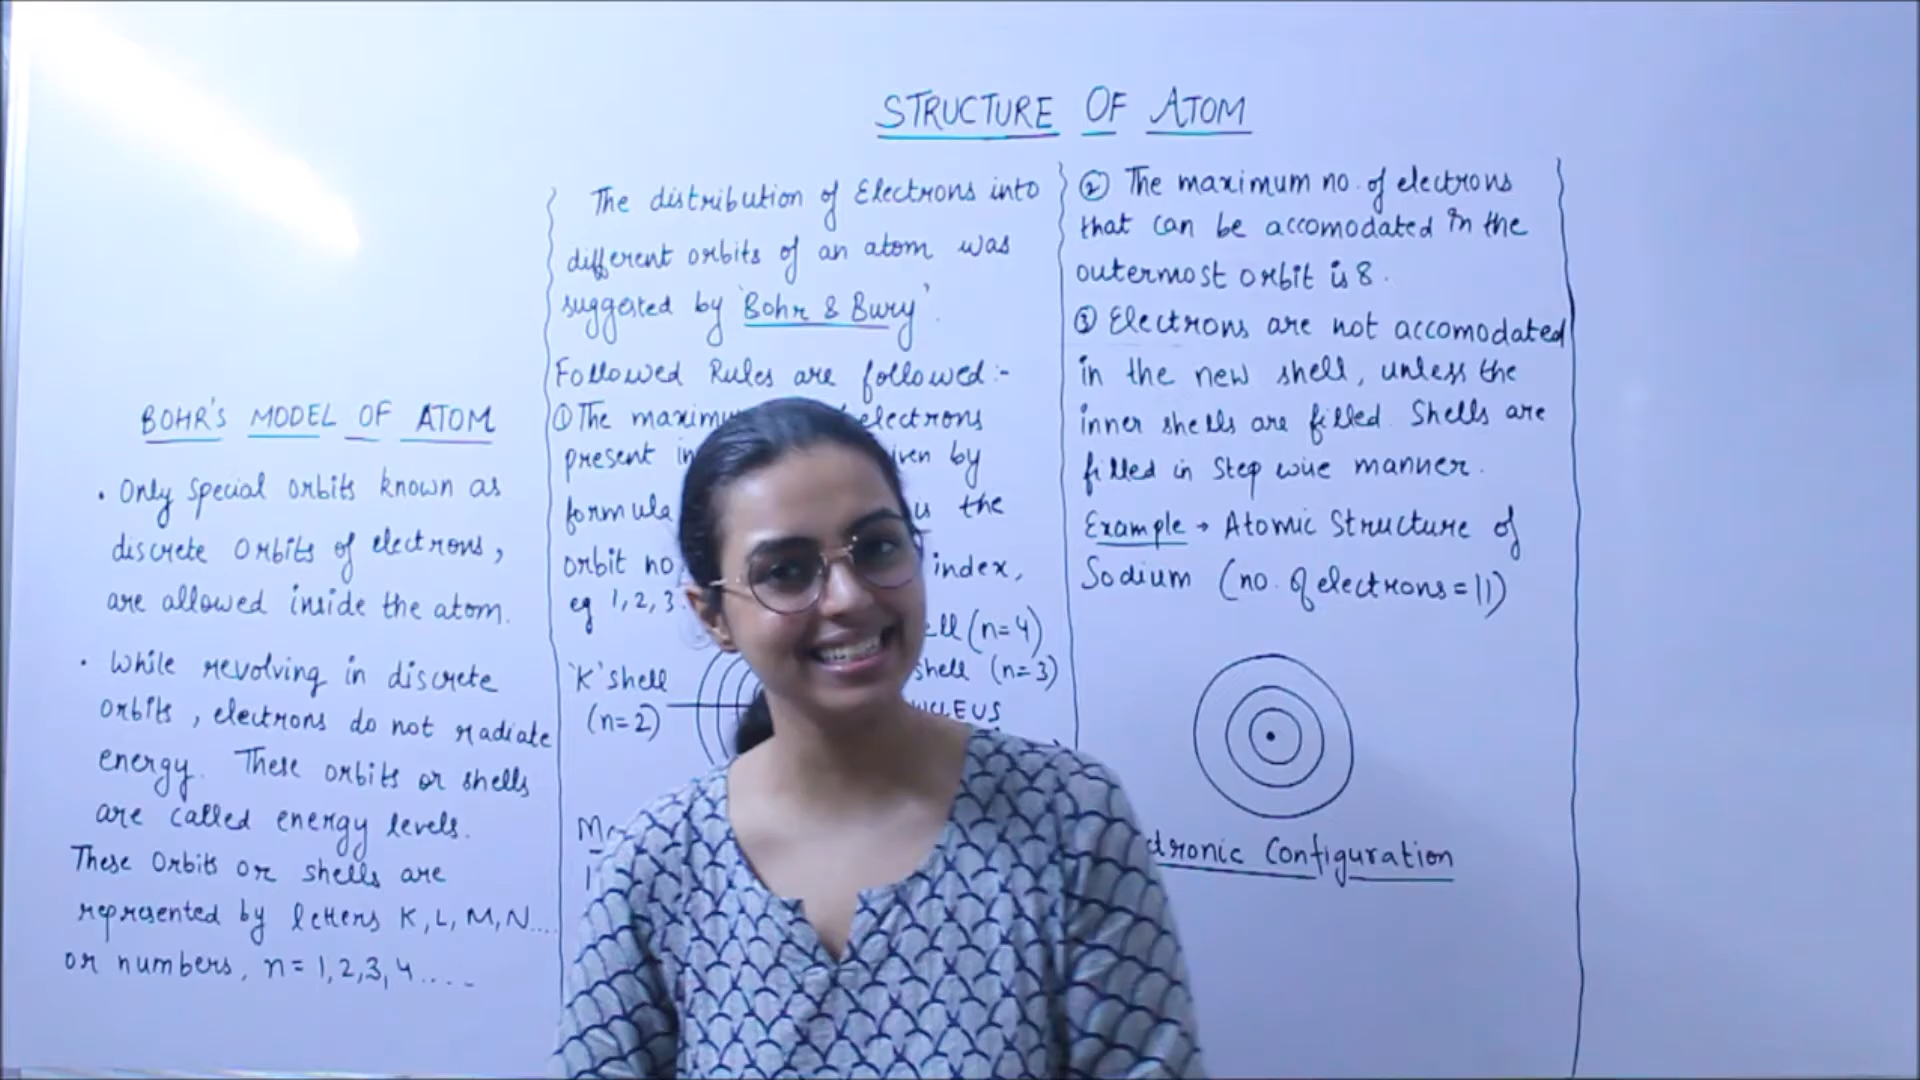 STRUCTURE OF ATOM
BOHR'S MODEL OF ATOM
• Only Special orbits known as
discrete Orbits of electrons,
are allowed inside the atom.
• While revolving in discrete
orbits, electrons do not radiate
energy. These orbits or shells
are called energy levels.
These Orbits or shells are
represented by letters K, L, M, N....
or numbers, n = 1,2,3,4....
The distribution of Electrons into
different orbits of an atom was
suggested by 'Bohr & Bury'.
Followed Rules are followed:-
① The electrons
present by
formula the
orbit no index,
eg 1, 2, 3
(n=4)
'K' shell shell (n=3)
(n=2)
② The maximum no. of electrons
that can be accomodated in the
outermost orbit is 8.
③ Electrons are not accomodated
in the new shell, unless the
inner shells are filled. Shells are
filled in Step wise manner.
Example → Atomic Structure of
Sodium (no. of electrons = 11)
Configuration